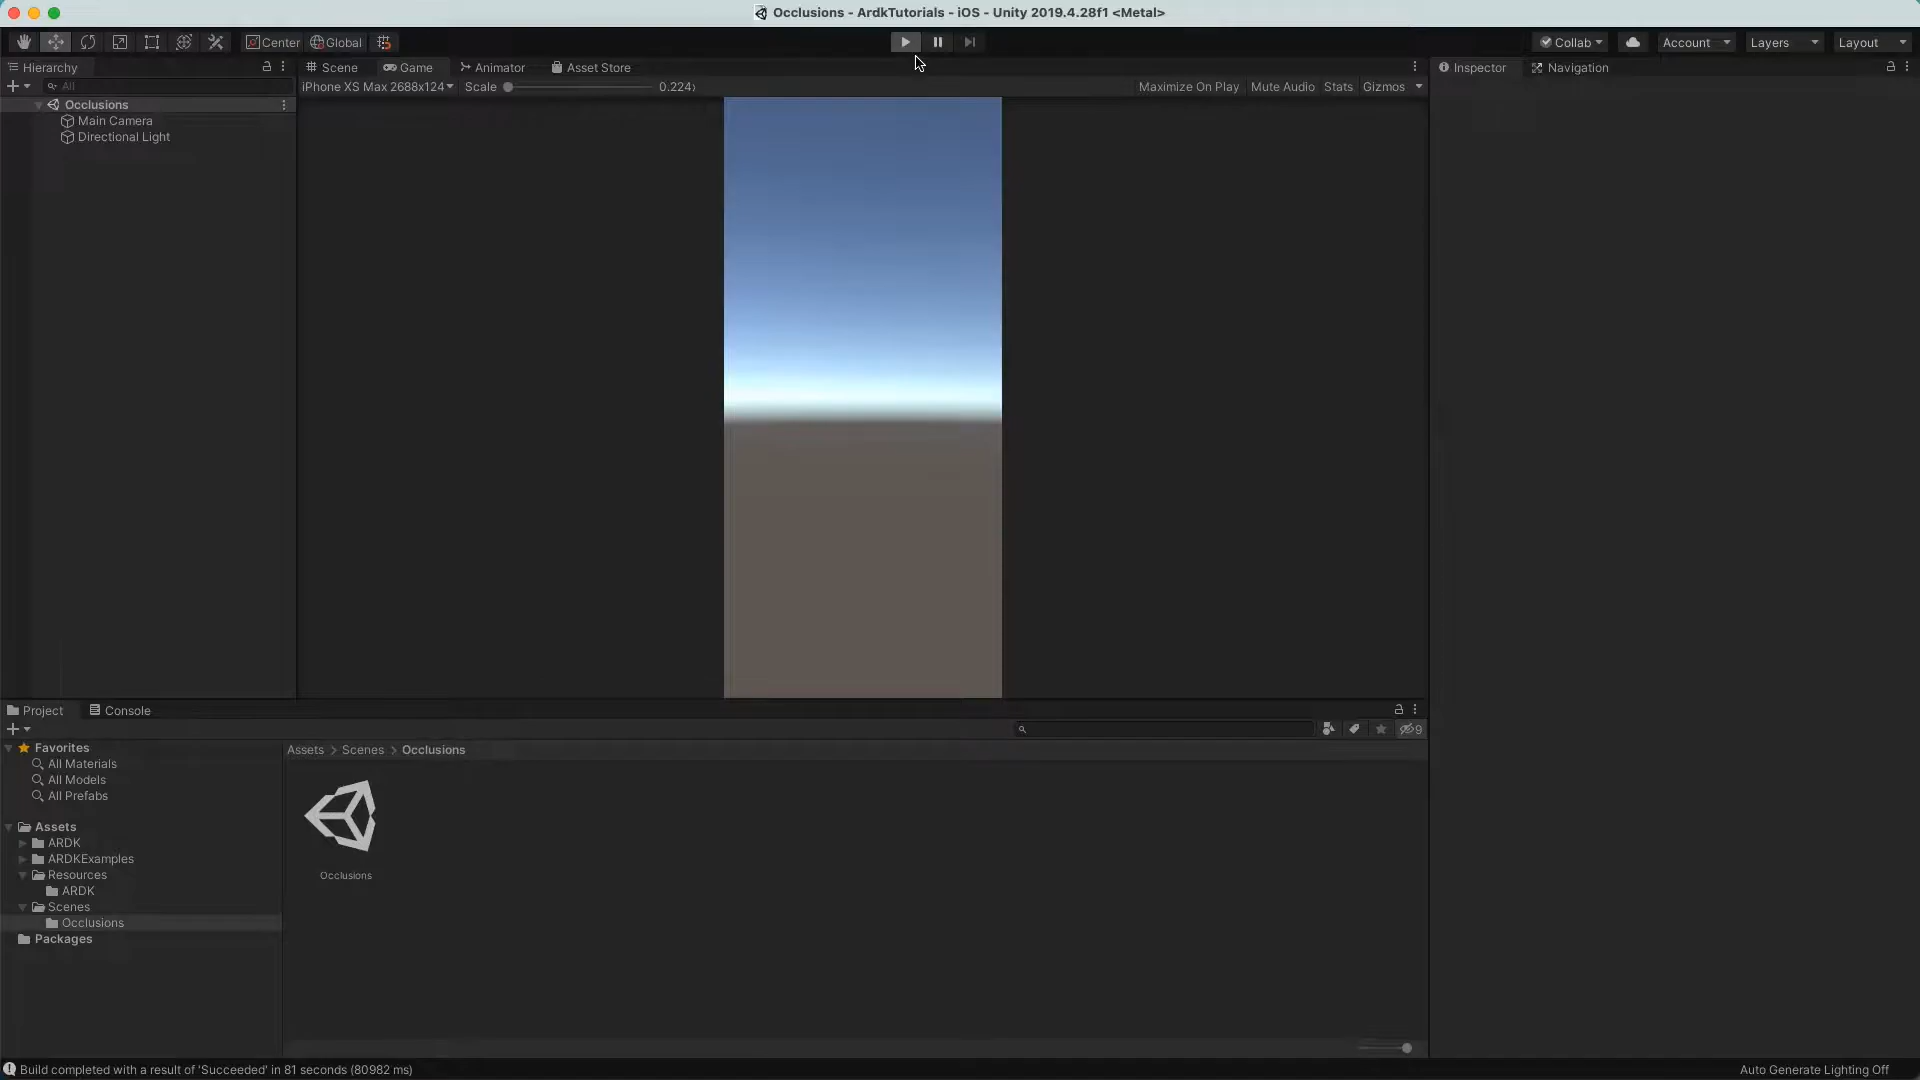 Occlusions - ArdkTutorials - iOS - Unity 2019.4.28f1 <Metal>
Center Global Collab Account Layers Layout
Hierarchy
All
Occlusions
Main Camera
Directional Light
Scene Game Animator Asset Store
iPhone XS Max 2688x124 Scale 0.224
Maximize On Play Mute Audio Stats Gizmos
Inspector Navigation
Project Console
9
Favorites
All Materials
All Models
All Prefabs
Assets
ARDK
ARDKExamples
Resources
ARDK
Scenes
Occlusions
Packages
Assets > Scenes > Occlusions
Occlusions
Build completed with a result of 'Succeeded' in 81 seconds (80982 ms)
Auto Generate Lighting Off